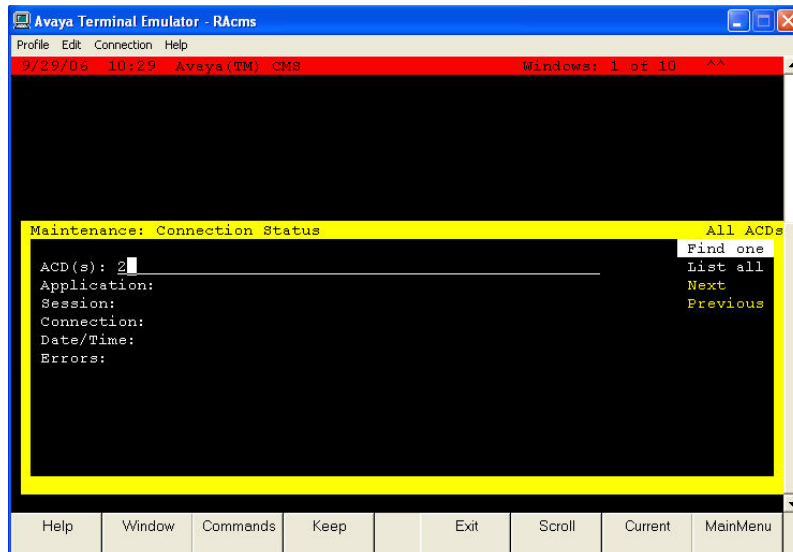 Avaya Terminal Emulator - RAcms
Profile Edit Connection Help
9/29/06 10:29 Avaya(TM) CMS Windows: 1 of 10 ^^
Maintenance: Connection Status All ACDs
Find one
ACD(s): 2 List all
Application: Next
Session: Previous
Connection:
Date/Time:
Errors:
Help Window Commands Keep Exit Scroll Current MainMenu